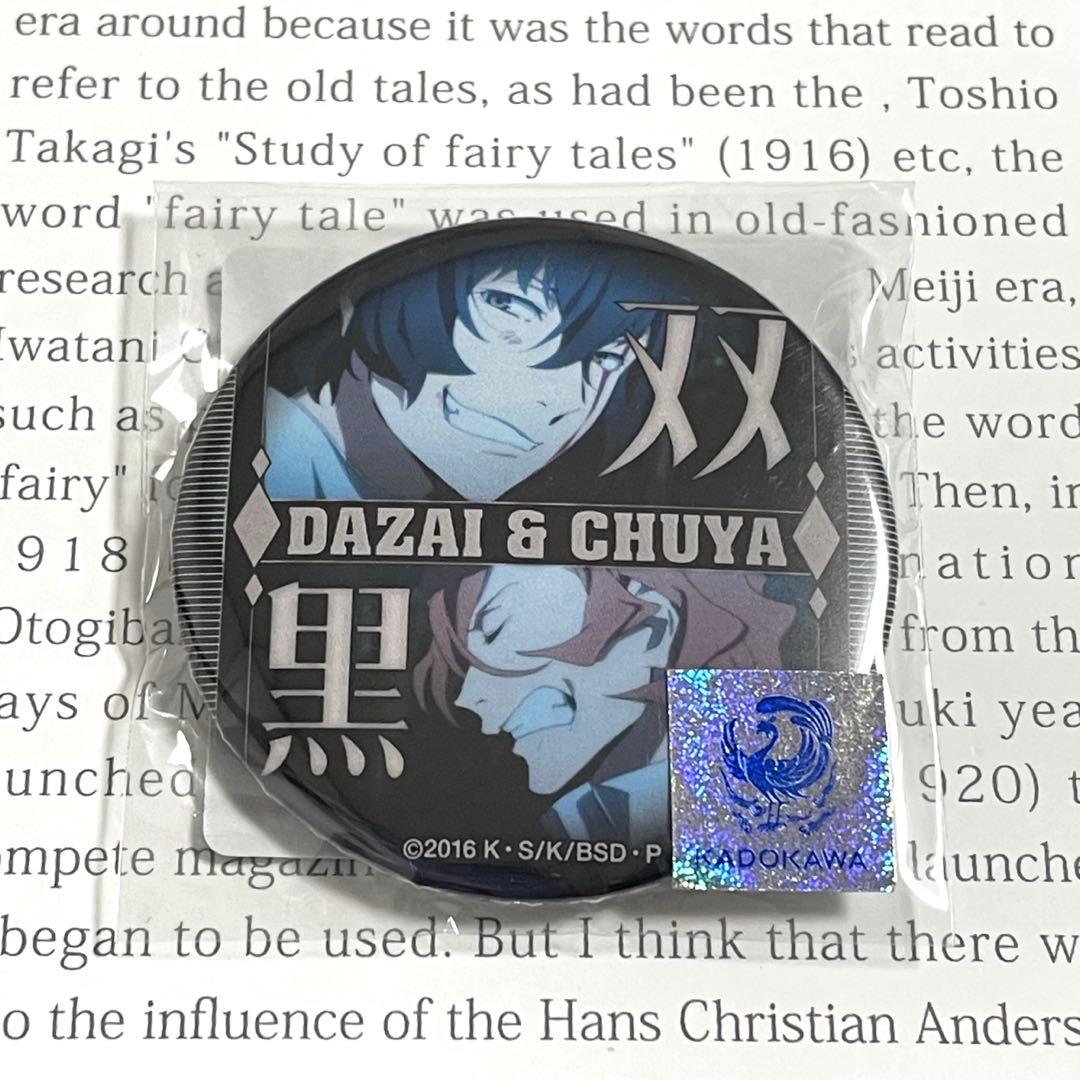 era around because it was the words that read to
refer to the old tales, as had been the , Toshio
Takagi's "Study of fairy tales" (1916) etc, the
word "fairy tale" was used in old-fashioned
research Meiji era,
Iwatani activities
such as the word
fairy" Then, in
918 nation
Otogiba from th
ays of M uki yea
unched 920) t
mpete magazin launche
began to be used. But I think that there w
o the influence of the Hans Christian Anders
双
DAZAI & CHUYA
黒
©2016 K・S/K/BSD・P
KADOKAWA